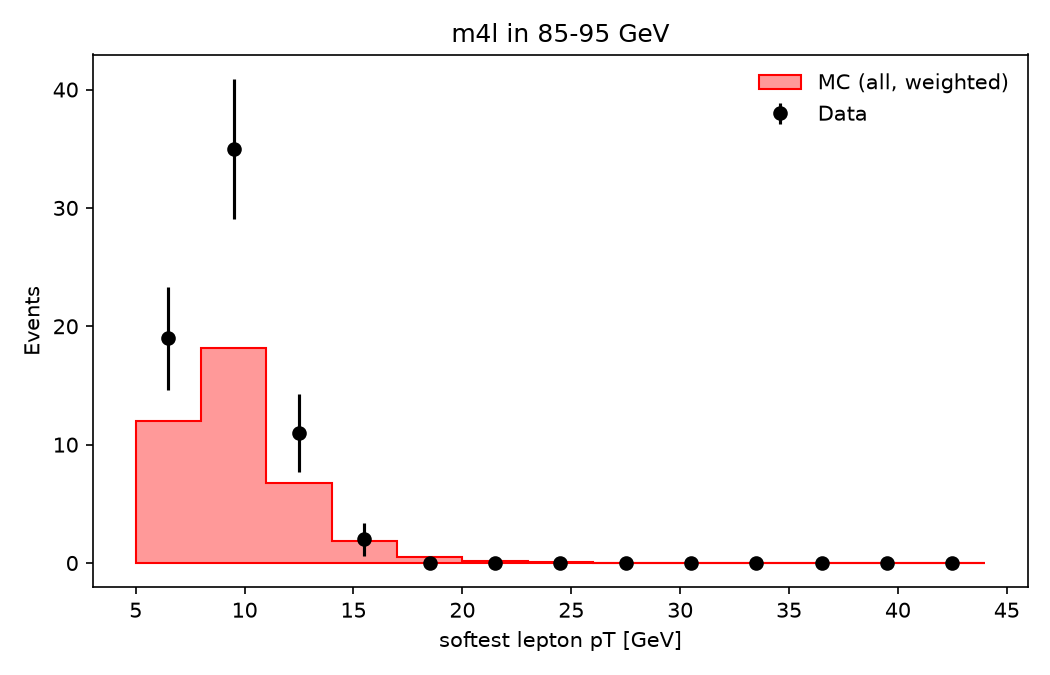 m4l in 85-95 GeV
MC (all, weighted)
Data
Events
40
30
20
10
0
5 10 15 20 25 30 35 40 45
softest lepton pT [GeV]